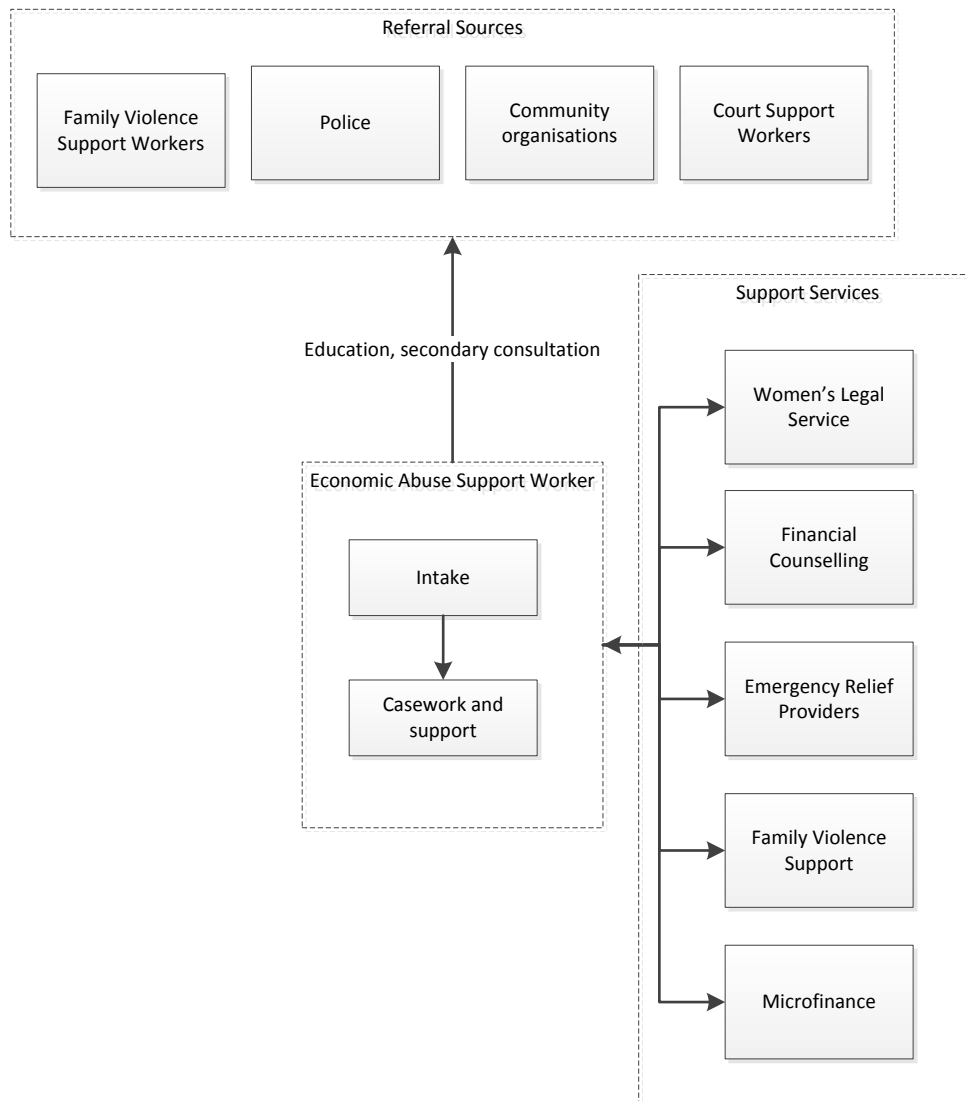 Referral Sources
Family Violence
Support Workers
Police
Community
organisations
Court Support
Workers
Education, secondary consultation
Economic Abuse Support Worker
Intake
Casework and
support
Support Services
Women’s Legal
Service
Financial
Counselling
Emergency Relief
Providers
Family Violence
Support
Microfinance